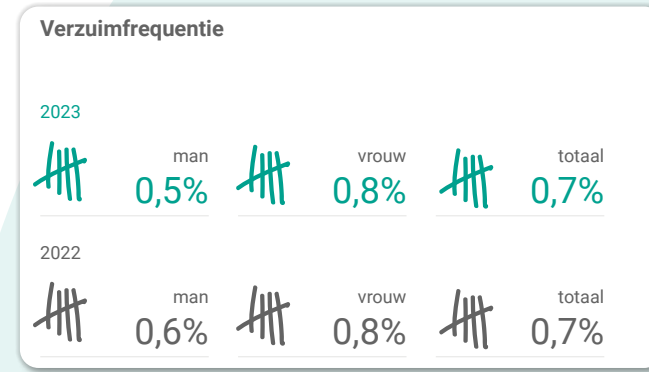 Verzuimfrequentie
2023
man vrouw totaal
0,5% 0,8% 0,7%
2022
man vrouw totaal
0,6% 0,8% 0,7%